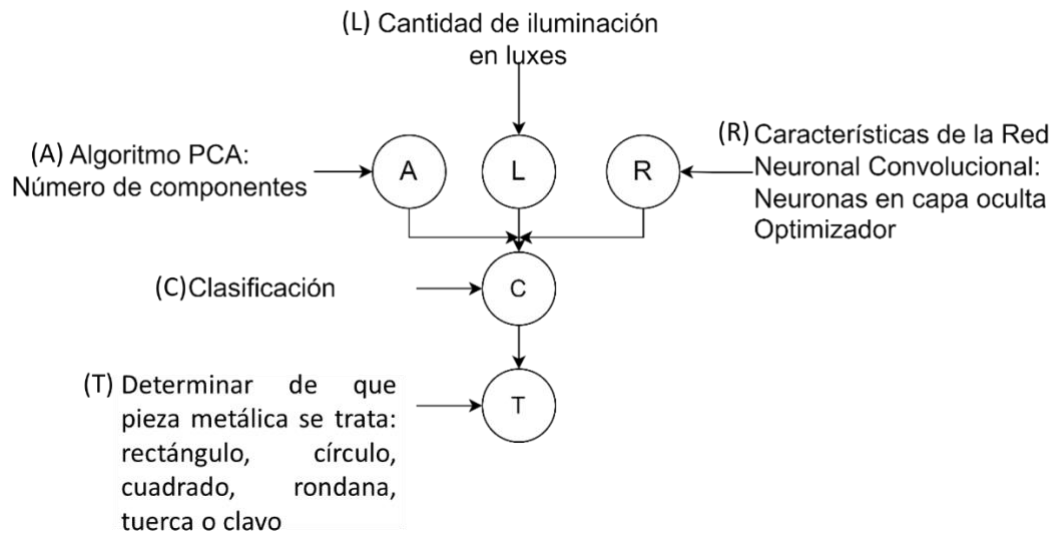 (L) Cantidad de iluminación
en luxes
(A) Algoritmo PCA:
Número de componentes
A
L
R
(R) Características de la Red
Neuronal Convolucional:
Neuronas en capa oculta
Optimizador
(C) Clasificación
C
(T) Determinar de que
pieza metálica se trata:
rectángulo, círculo,
cuadrado, rondana,
tuerca o clavo
T